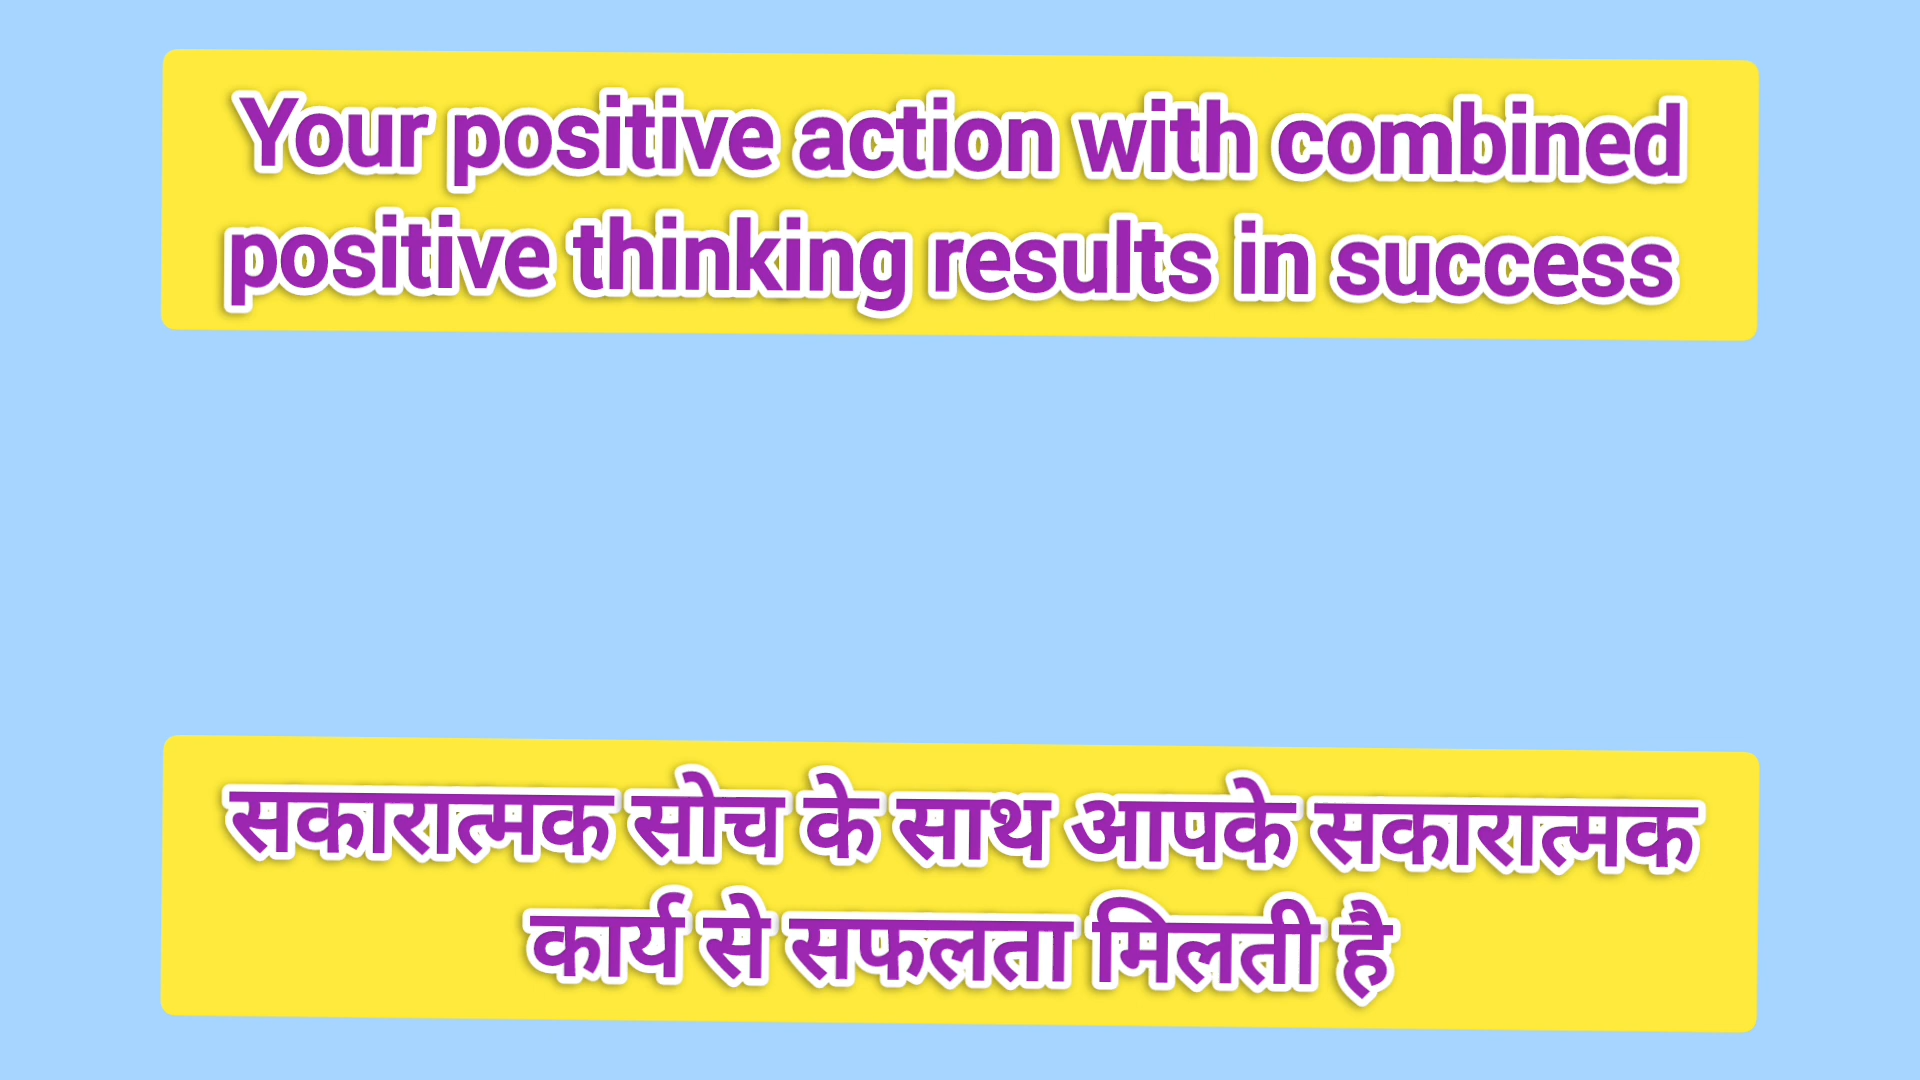 Your positive action with combined
positive thinking results in success
सकारात्मक सोच के साथ आपके सकारात्मक
कार्य से सफलता मिलती है